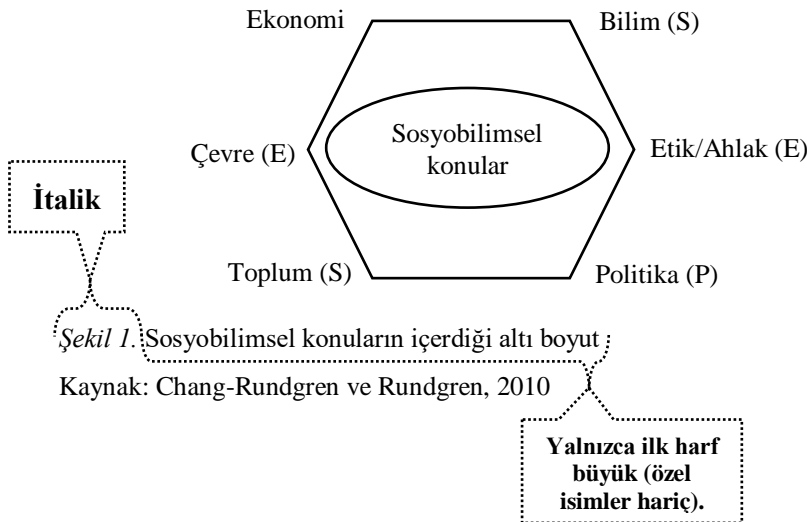 Ekonomi
Bilim (S)
Sosyobilimsel
konular
Çevre (E)
Etik/Ahlak (E)
İtalik
Toplum (S)
Politika (P)
Şekil 1. Sosyobilimsel konuların içerdiği altı boyut
Kaynak: Chang-Rundgren ve Rundgren, 2010
Yalnızca ilk harf
büyük (özel
isimler hariç).